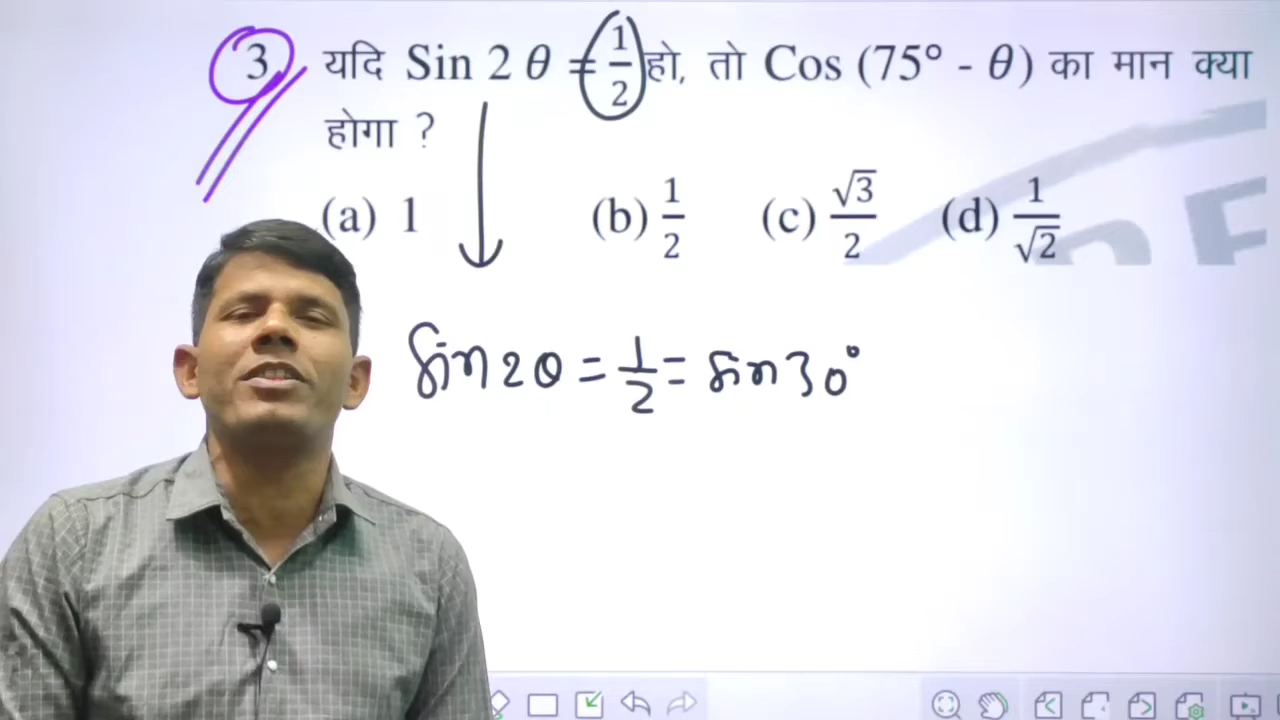 3 यदि Sin 2 θ = 1/2 हो, तो Cos (75° - θ) का मान क्या
होगा ?
(a) 1 (b) 1/2 (c) √3/2 (d) 1/√2
Sin 2θ = 1/2 = Sin 30°